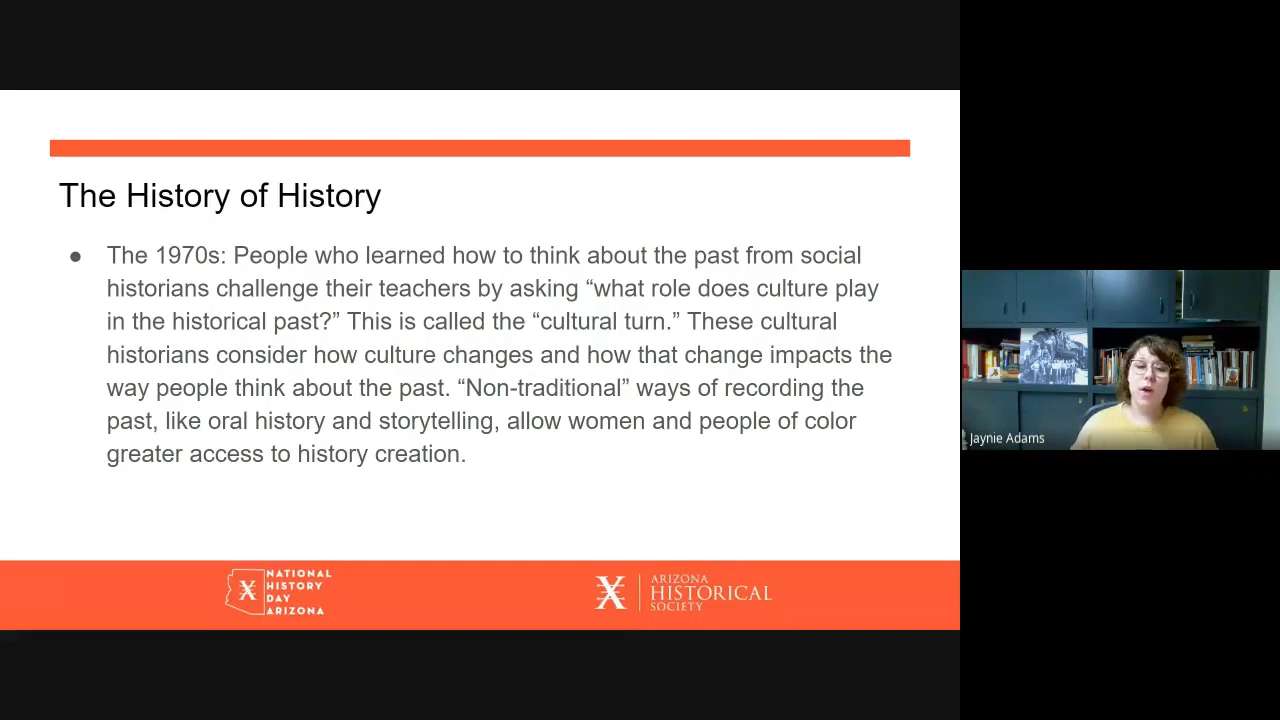 The History of History
● The 1970s: People who learned how to think about the past from social
historians challenge their teachers by asking “what role does culture play
in the historical past?” This is called the “cultural turn.” These cultural
historians consider how culture changes and how that change impacts the
way people think about the past. “Non-traditional” ways of recording the
past, like oral history and storytelling, allow women and people of color
greater access to history creation.
Jaynie Adams
NATIONAL
HISTORY
DAY
ARIZONA
ARIZONA
HISTORICAL
SOCIETY